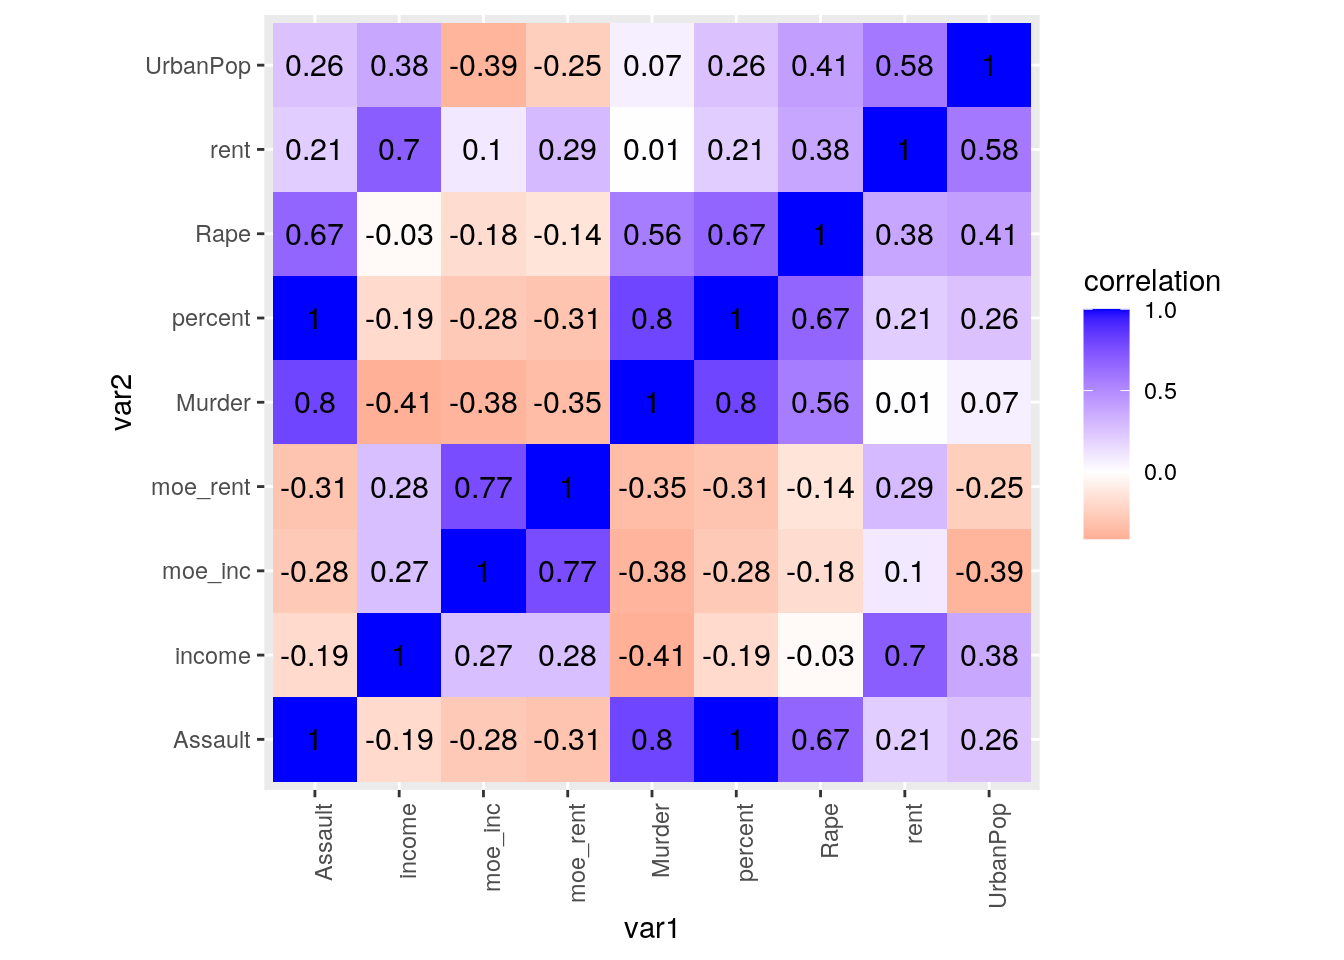 UrbanPop 0.26 0.38 -0.39 -0.25 0.07 0.26 0.41 0.58 1
rent 0.21 0.7 0.1 0.29 0.01 0.21 0.38 1 0.58
Rape 0.67 -0.03 -0.18 -0.14 0.56 0.67 1 0.38 0.41
percent 1 -0.19 -0.28 -0.31 0.8 1 0.67 0.21 0.26
Murder 0.8 -0.41 -0.38 -0.35 1 0.8 0.56 0.01 0.07
moe_rent -0.31 0.28 0.77 1 -0.35 -0.31 -0.14 0.29 -0.25
moe_inc -0.28 0.27 1 0.77 -0.38 -0.28 -0.18 0.1 -0.39
income -0.19 1 0.27 0.28 -0.41 -0.19 -0.03 0.7 0.38
Assault 1 -0.19 -0.28 -0.31 0.8 1 0.67 0.21 0.26
Assault income moe_inc moe_rent Murder percent Rape rent UrbanPop
var1
var2
correlation
1.0
0.5
0.0